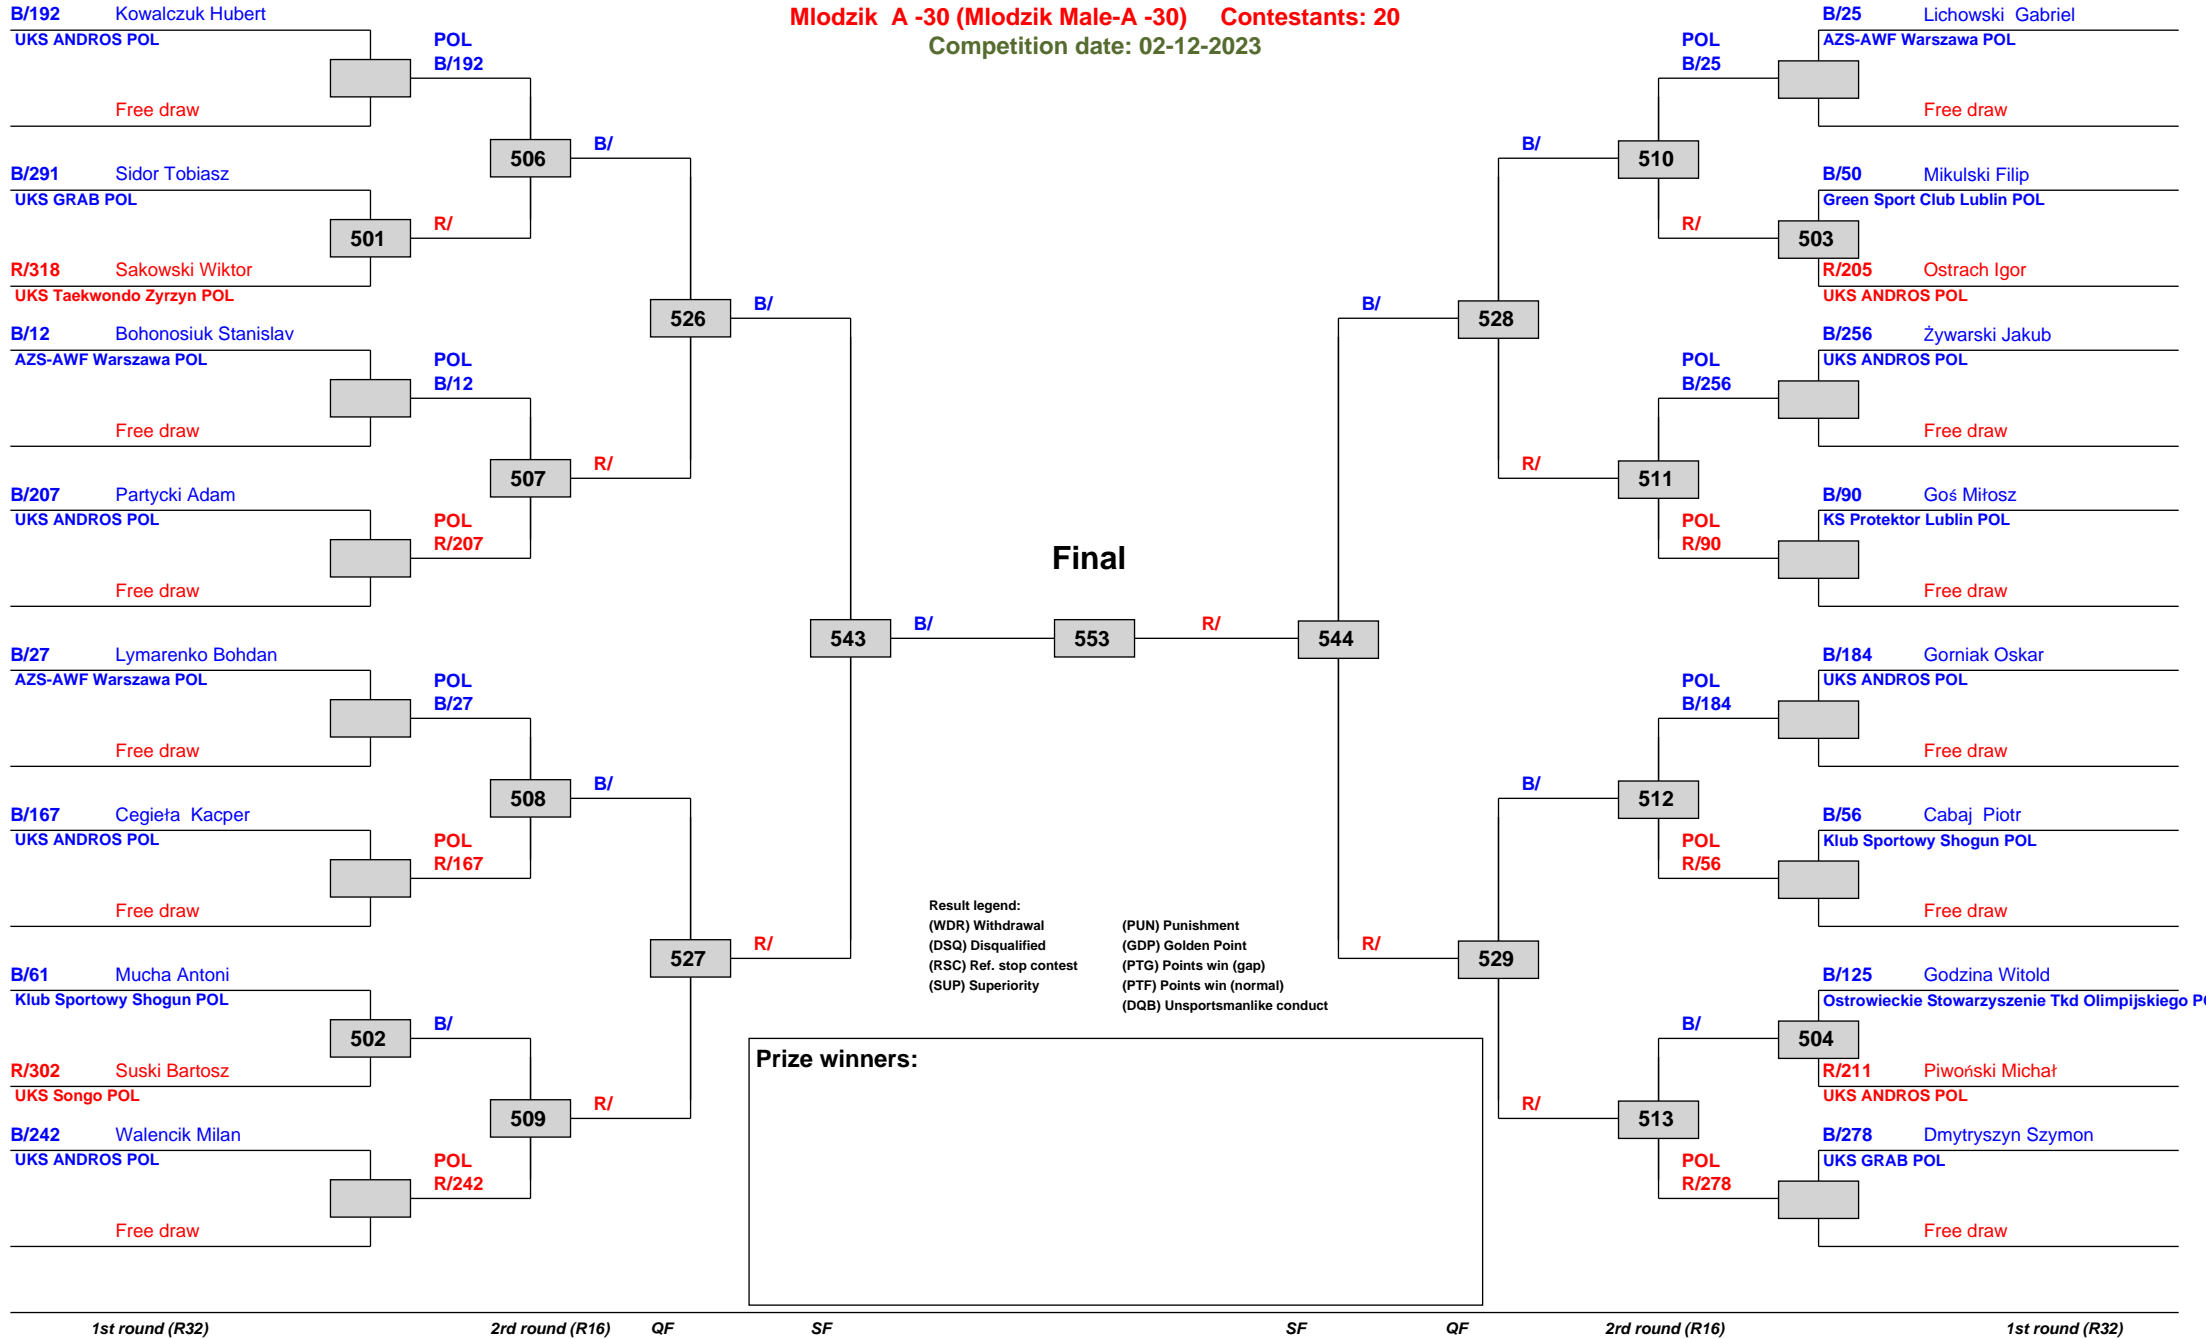 Mlodzik  A -30 (Mlodzik Male-A -30)    Contestants: 20
Competition date: 02-12-2023
B/192 Kowalczuk Hubert
UKS ANDROS POL
Free draw
B/291 Sidor Tobiasz
UKS GRAB POL
501
R/318 Sakowski Wiktor
UKS Taekwondo Zyrzyn POL
B/12 Bohonosiuk Stanislav
AZS-AWF Warszawa POL
Free draw
B/207 Partycki Adam
UKS ANDROS POL
Free draw
B/27 Lymarenko Bohdan
AZS-AWF Warszawa POL
Free draw
B/167 Cegieła  Kacper
UKS ANDROS POL
Free draw
B/61 Mucha Antoni
Klub Sportowy Shogun POL
502
R/302 Suski Bartosz
UKS Songo POL
B/242 Walencik Milan
UKS ANDROS POL
Free draw
POL
B/192
506
R/
POL
B/12
507
POL
R/207
POL
B/27
508
POL
R/167
B/
509
POL
R/242
B/
526
R/
B/
527
R/
B/
543
R/
Final
B/
553
R/
544
B/
R/
528
B/
R/
529
B/
R/
POL
B/25
510
R/
POL
B/256
511
POL
R/90
POL
B/184
512
POL
R/56
B/
513
POL
R/278
B/25 Lichowski  Gabriel
AZS-AWF Warszawa POL
Free draw
B/50 Mikulski Filip
Green Sport Club Lublin POL
503
R/205 Ostrach Igor
UKS ANDROS POL
B/256 Żywarski Jakub
UKS ANDROS POL
Free draw
B/90 Goś Miłosz
KS Protektor Lublin POL
Free draw
B/184 Gorniak Oskar
UKS ANDROS POL
Free draw
B/56 Cabaj  Piotr
Klub Sportowy Shogun POL
Free draw
B/125 Godzina Witold
Ostrowieckie Stowarzyszenie Tkd Olimpijskiego
504
R/211 Piwoński Michał
UKS ANDROS POL
B/278 Dmytryszyn Szymon
UKS GRAB POL
Free draw
Result legend:
(WDR) Withdrawal
(DSQ) Disqualified
(RSC) Ref. stop contest
(SUP) Superiority
(PUN) Punishment
(GDP) Golden Point
(PTG) Points win (gap)
(PTF) Points win (normal)
(DQB) Unsportsmanlike conduct
Prize winners:
1st round (R32) 2rd round (R16) QF SF SF QF 2rd round (R16) 1st round (R32)